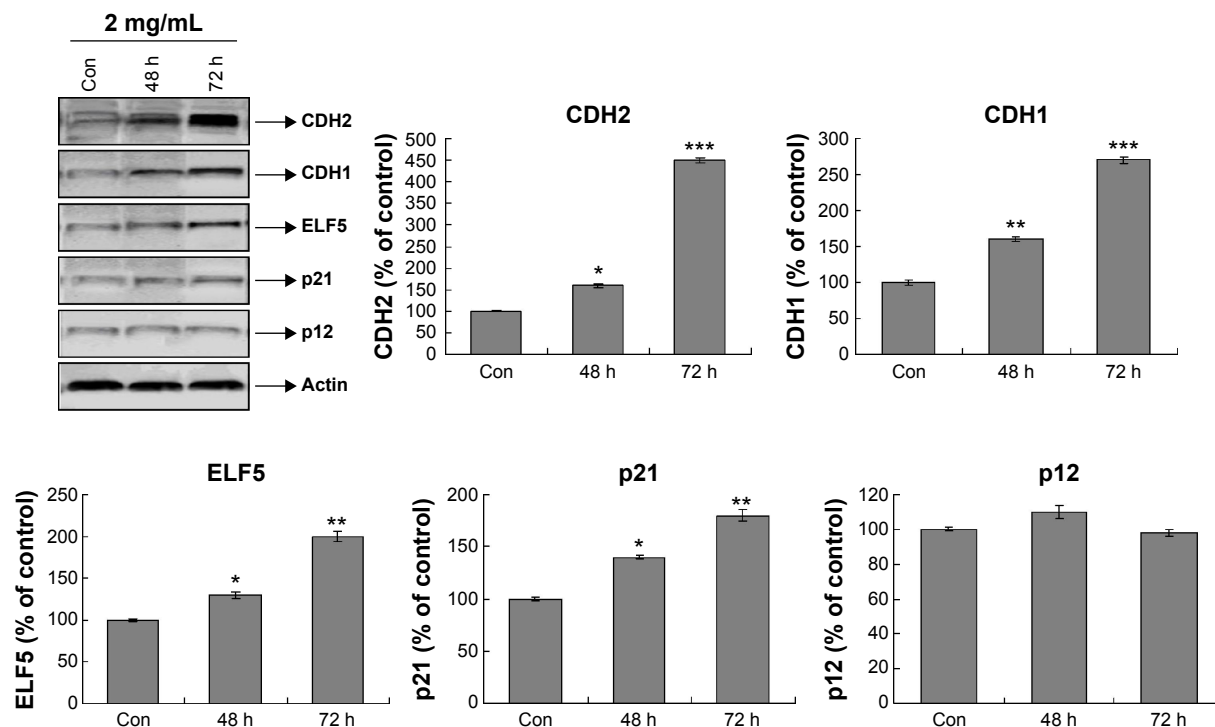 2 mg/mL
Con 48 h 72 h
CDH2
CDH1
ELF5
p21
p12
Actin
CDH2
CDH2 (% of control)
500
450
400
350
300
250
200
150
100
50
0
*
***
Con 48 h 72 h
CDH1
CDH1 (% of control)
300
250
200
150
100
50
0
**
***
Con 48 h 72 h
ELF5
ELF5 (% of control)
250
200
150
100
50
0
*
**
Con 48 h 72 h
p21
p21 (% of control)
200
150
100
50
0
*
**
Con 48 h 72 h
p12
p12 (% of control)
120
100
80
60
40
20
0
Con 48 h 72 h